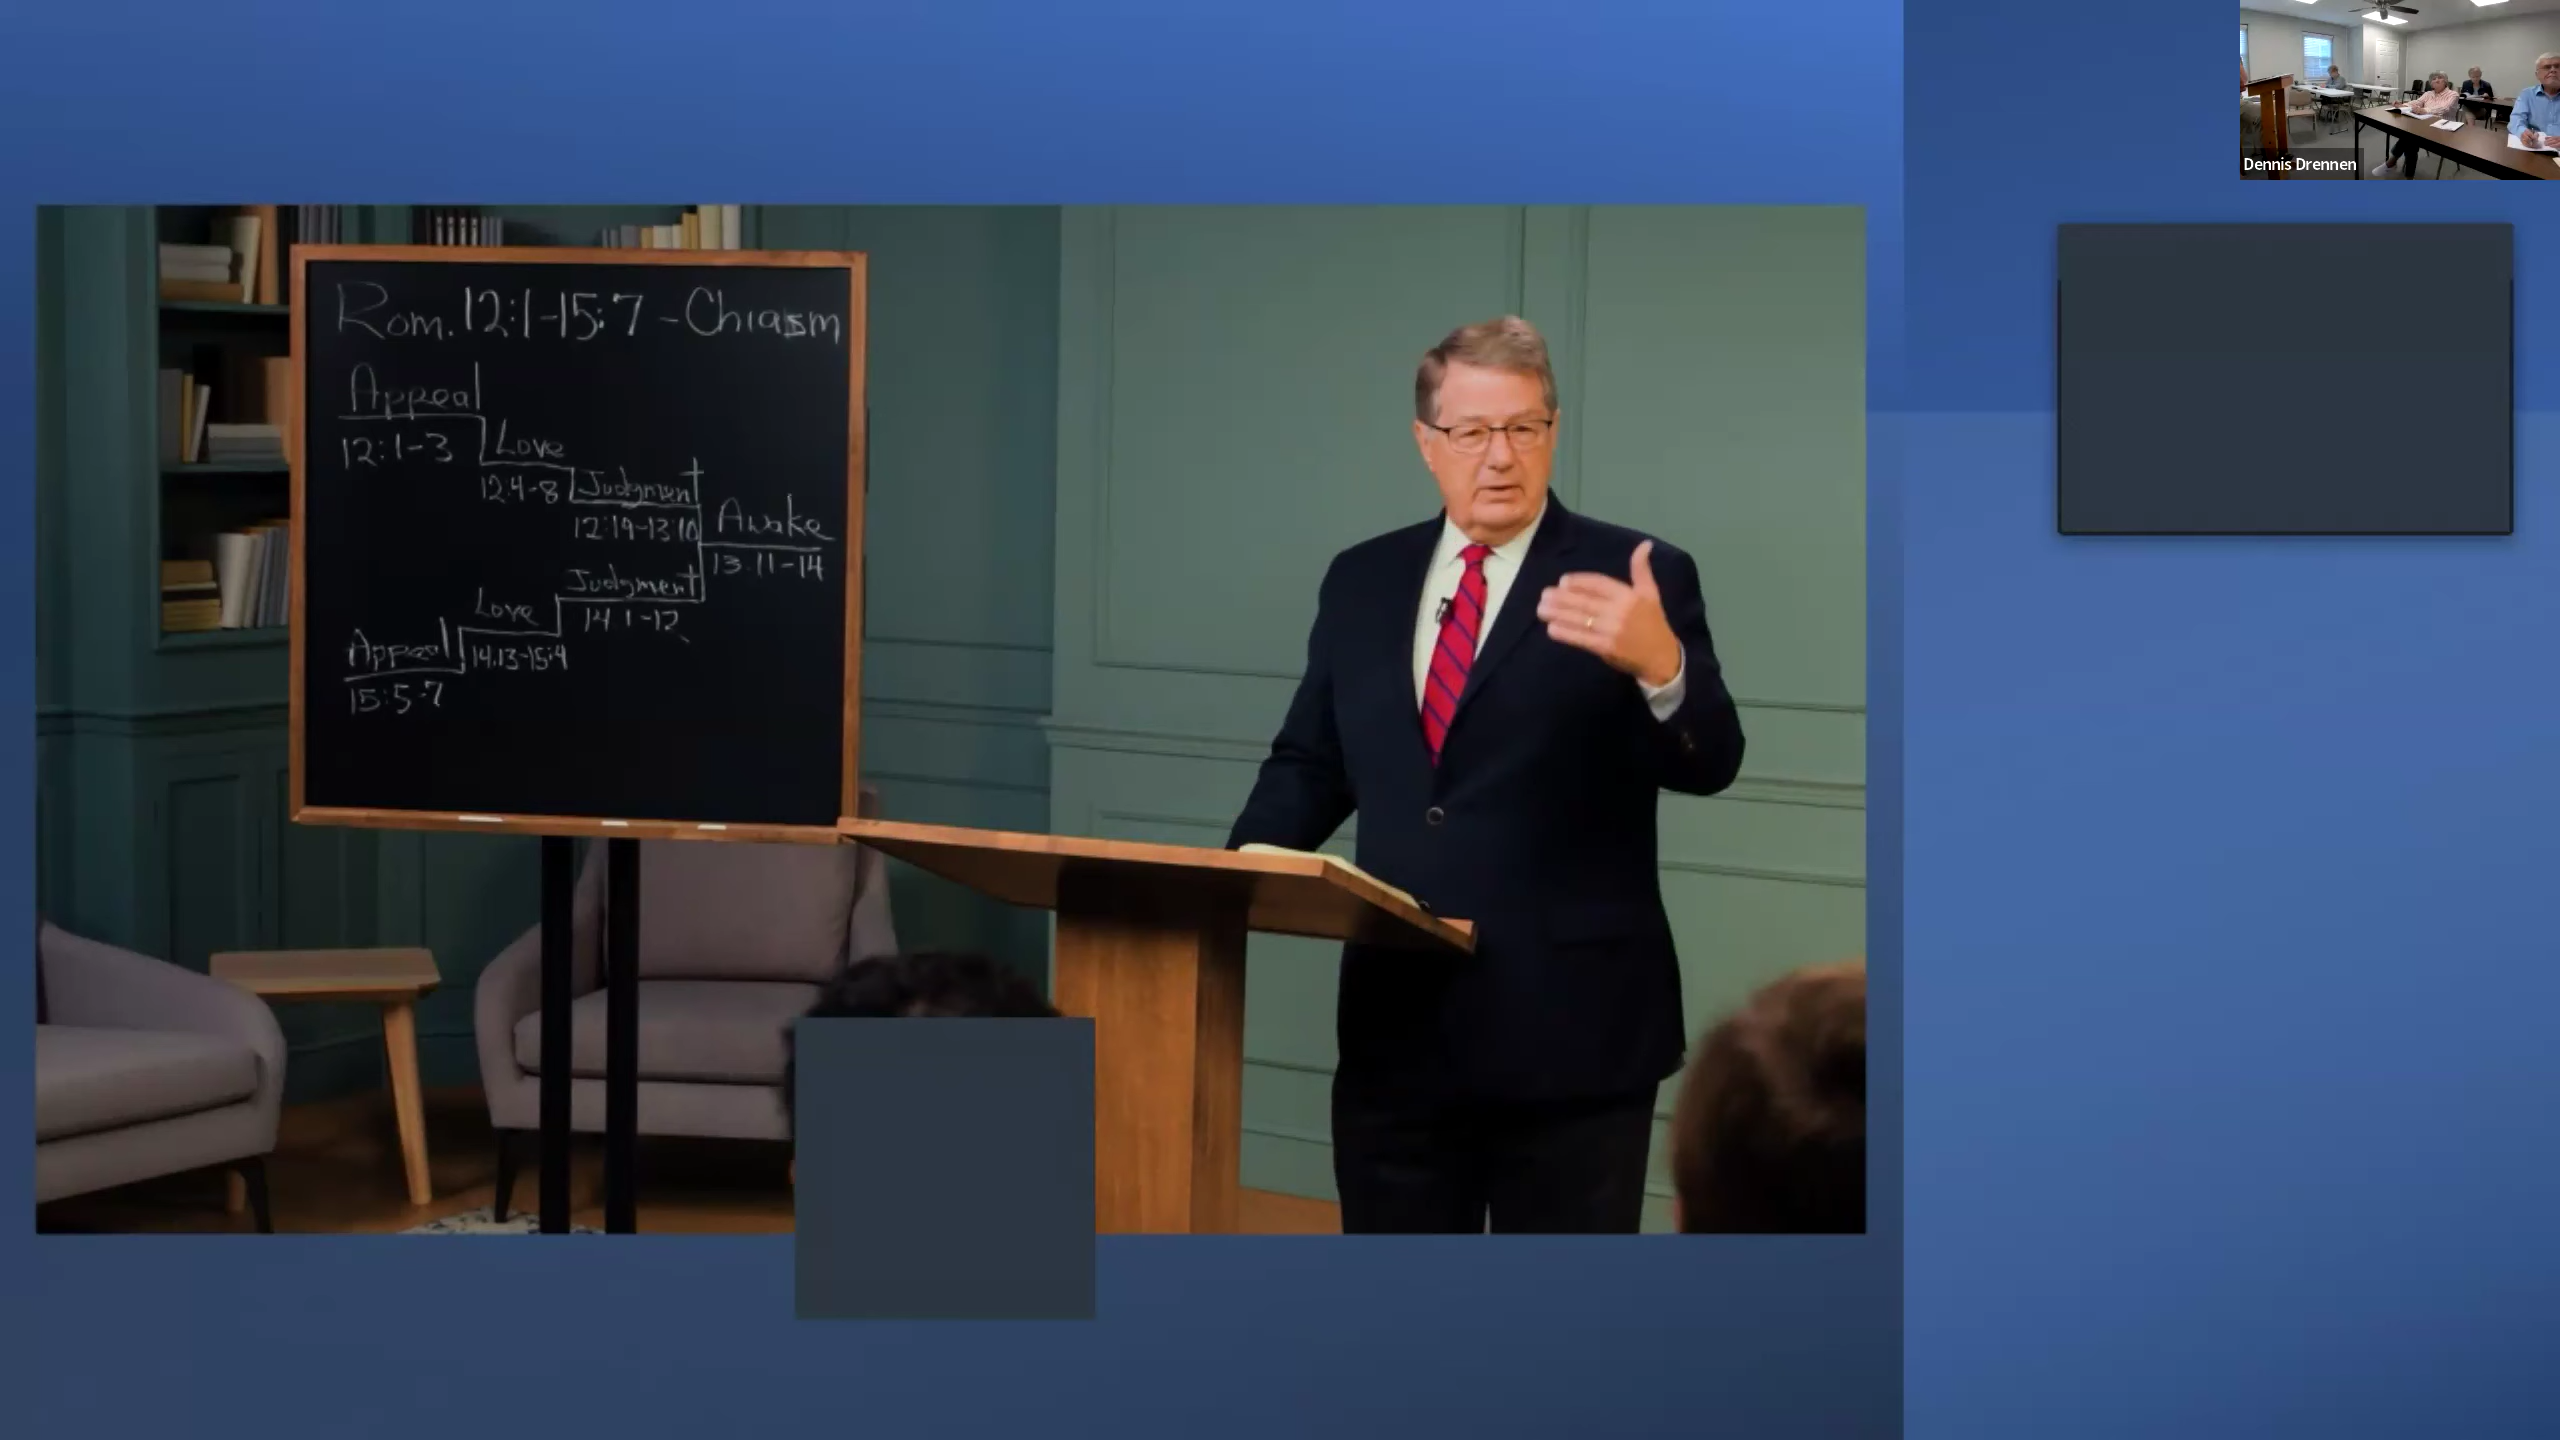 Rom. 12:1-15:7 - Chiasm
Appeal
12:1-3
Love
12:4-8
Judgment
12:19-13:10
Awake
13:11-14
Judgment
14:1-12
Love
14:13-15:4
Appeal
15:5-7
Dennis Drennen